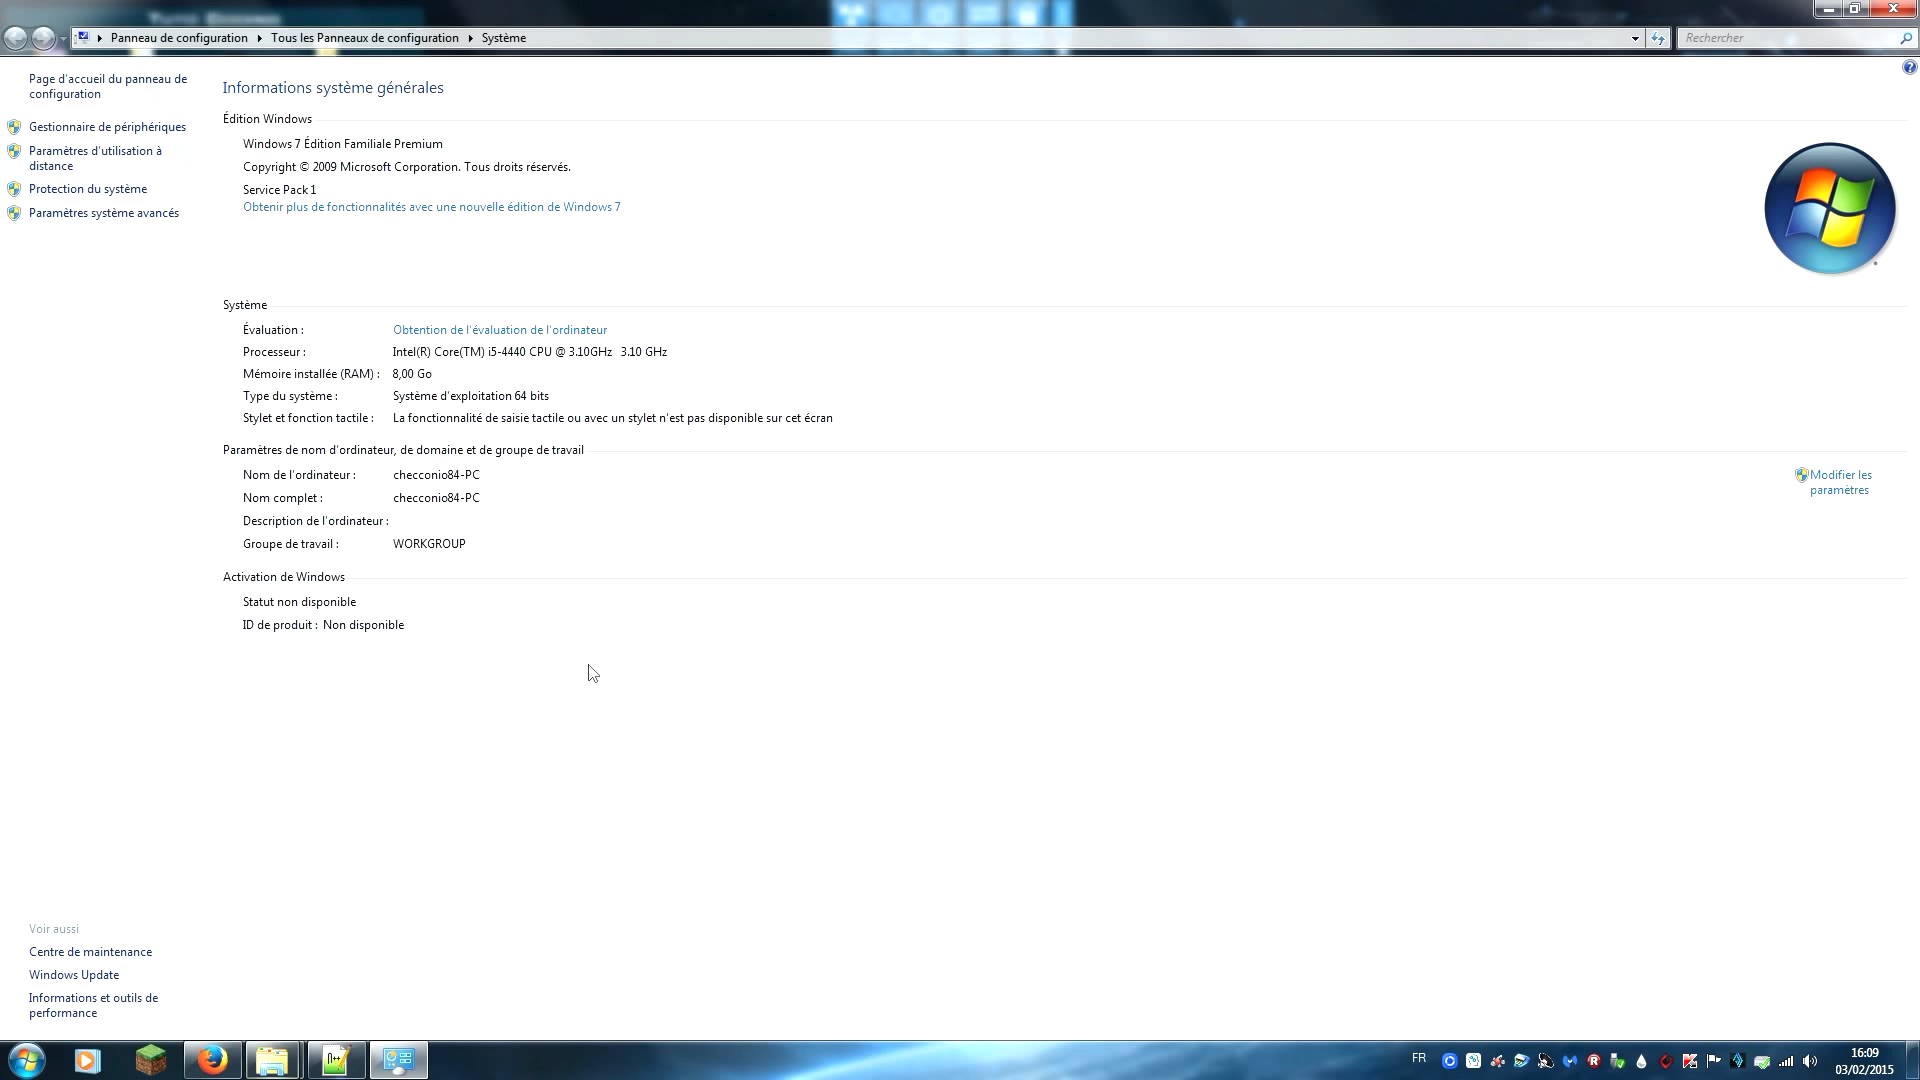 Panneau de configuration Tous les Panneaux de configuration Système
Rechercher
Page d'accueil du panneau de
configuration
Gestionnaire de périphériques
Paramètres d'utilisation à
distance
Protection du système
Paramètres système avancés
Informations système générales
Édition Windows
Windows 7 Édition Familiale Premium
Copyright © 2009 Microsoft Corporation. Tous droits réservés.
Service Pack 1
Obtenir plus de fonctionnalités avec une nouvelle édition de Windows 7
Système
Évaluation :
Obtention de l'évaluation de l'ordinateur
Processeur :
Intel(R) Core(TM) i5-4440 CPU @ 3.10GHz 3.10 GHz
Mémoire installée (RAM) :
8,00 Go
Type du système :
Système d'exploitation 64 bits
Stylet et fonction tactile :
La fonctionnalité de saisie tactile ou avec un stylet n'est pas disponible sur cet écran
Paramètres de nom d'ordinateur, de domaine et de groupe de travail
Nom de l'ordinateur :
checconio84-PC
Modifier les
paramètres
Nom complet :
checconio84-PC
Description de l'ordinateur :
Groupe de travail :
WORKGROUP
Activation de Windows
Statut non disponible
ID de produit : Non disponible
Voir aussi
Centre de maintenance
Windows Update
Informations et outils de
performance
FR
16:09
03/02/2015